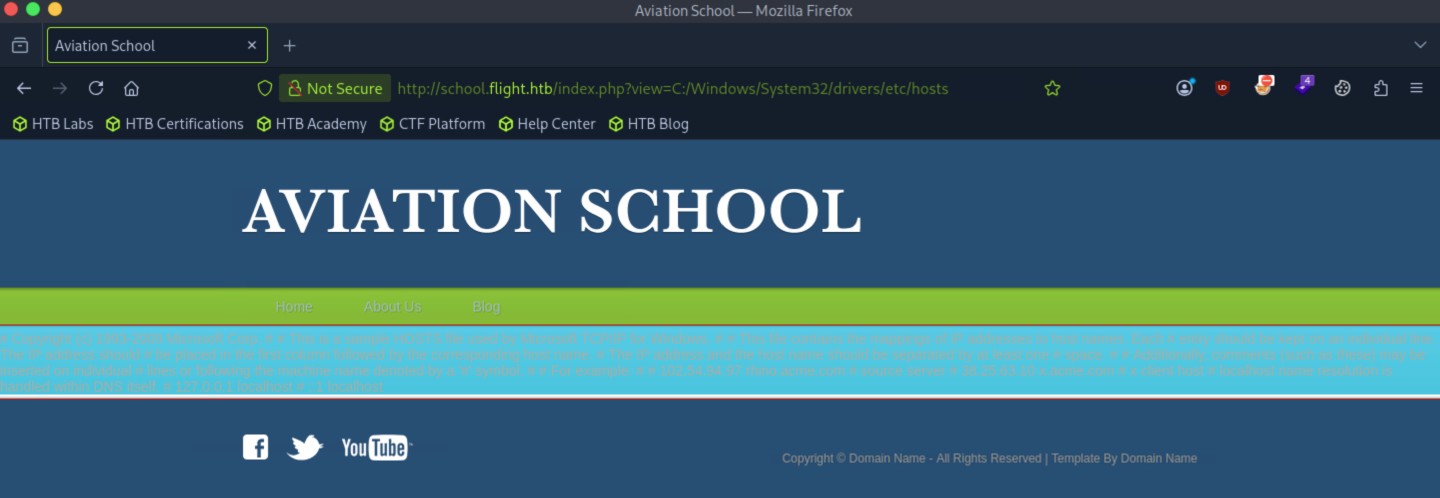 Aviation School — Mozilla Firefox
Aviation School
Not Secure http://school.flight.htb/index.php?view=C:/Windows/System32/drivers/etc/hosts
4
HTB Labs HTB Certifications HTB Academy CTF Platform Help Center HTB Blog
AVIATION SCHOOL
Home About Us Blog
# Copyright (c) Microsoft Corp. # # This is a sample HOSTS file used by Microsoft TCP/IP for Windows. # # This file contains the mappings of IP addresses to host names. Each # entry should be kept on an individual line.
The IP address should # be placed in the first column followed by the corresponding host name. # The IP address and the host name should be separated by at least one # space. # # Additionally, comments (such as these) may be
inserted on individual # lines or following the machine name denoted by a '#' symbol. # # For example: # # 102.54.94.97 rhino.acme.com # source server # 38.25.63.10 x.acme.com # x client host # localhost name resolution is
handled within DNS itself. # 127.0.0.1 localhost # ::1 localhost
You Tube
Copyright © Domain Name - All Rights Reserved | Template By Domain Name